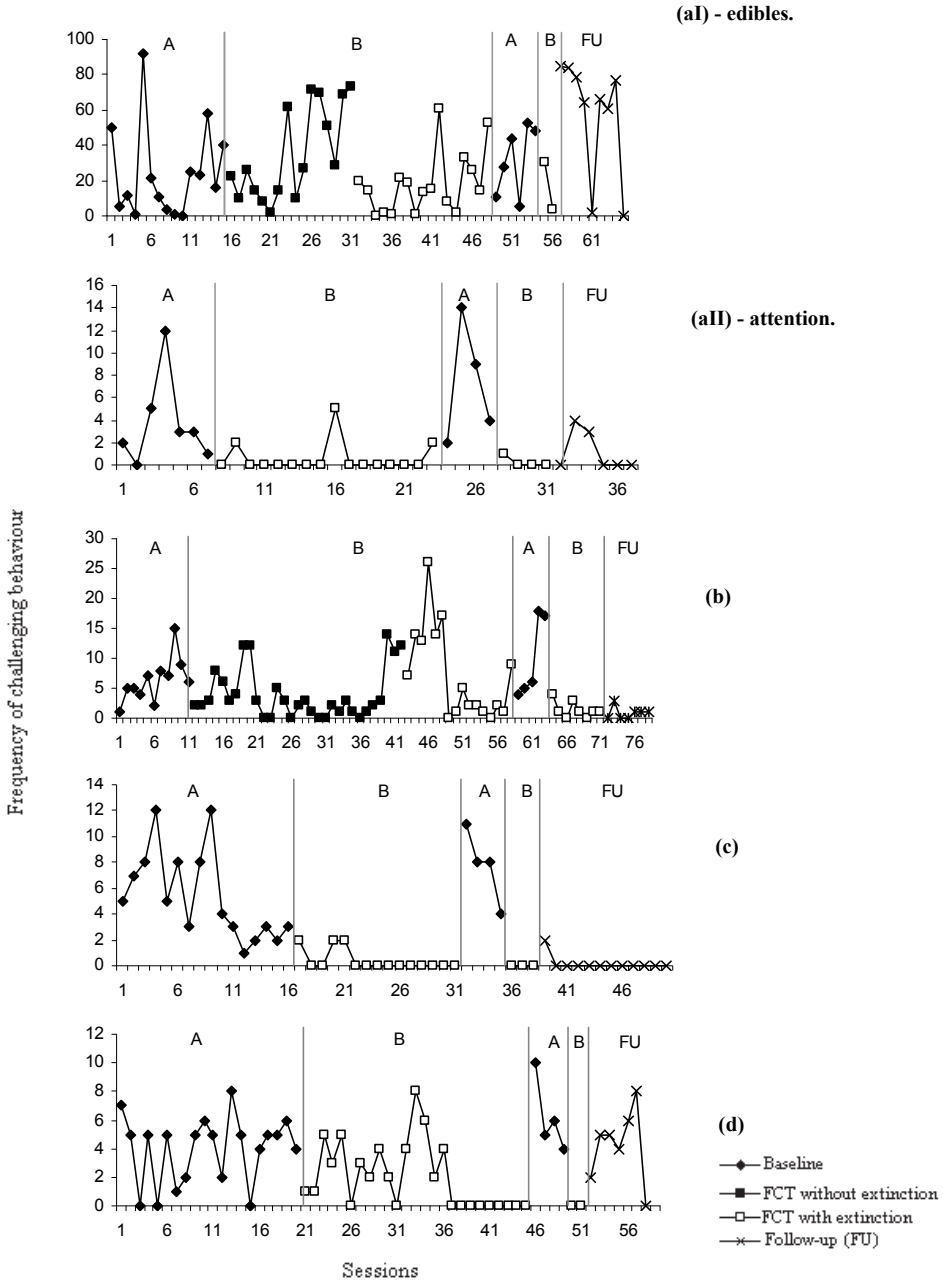 (aI) - edibles.
A B A B FU
100
80
60
40
20
0
1 6 11 16 21 26 31 36 41 46 51 56 61
(aII) - attention.
A B A B FU
16
14
12
10
8
6
4
2
0
1 6 11 16 21 26 31 36
(b)
A B A B FU
30
25
20
15
10
5
0
1 6 11 16 21 26 31 36 41 46 51 56 61 66 71 76
(c)
A B A B FU
14
12
10
8
6
4
2
0
1 6 11 16 21 26 31 36 41 46
(d)
A B A B FU
12
10
8
6
4
2
0
1 6 11 16 21 26 31 36 41 46 51 56
Frequency of challenging behaviour
Sessions
Baseline
FCT without extinction
FCT with extinction
Follow-up (FU)